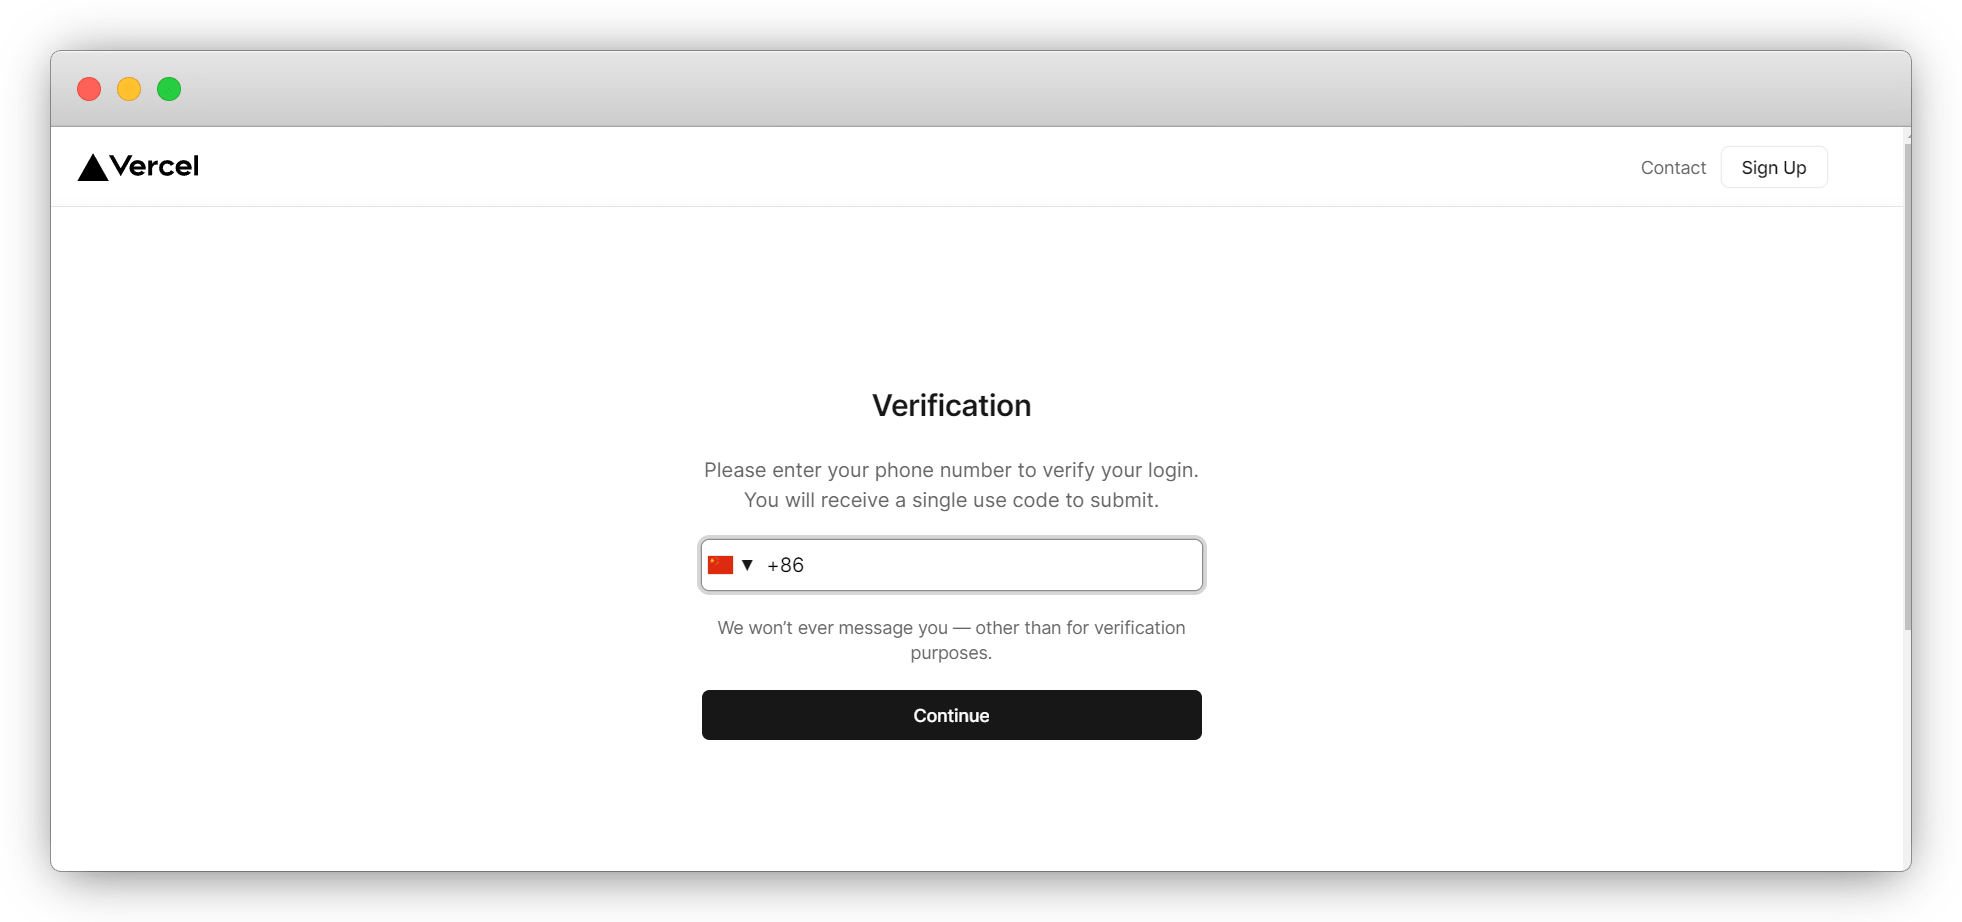 Vercel
Contact
Sign Up
Verification
Please enter your phone number to verify your login.
You will receive a single use code to submit.
+86
We won’t ever message you — other than for verification
purposes.
Continue